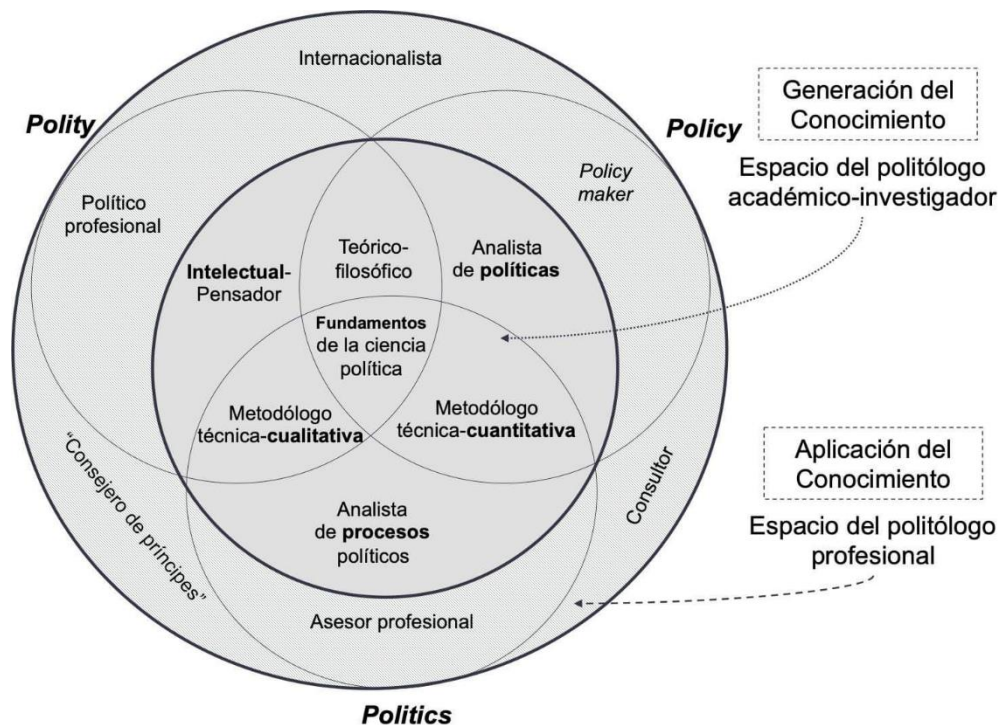 Internacionalista
Polity
Policy
Generación del
Conocimiento
Espacio del politólogo
académico-investigador
Policy
maker
Político
profesional
Teórico-
filosófico
Analista
de políticas
Intelectual-
Pensador
Fundamentos
de la ciencia
política
Metodólogo
técnica-cualitativa
Metodólogo
técnica-cuantitativa
Aplicación del
Conocimiento
Espacio del politólogo
profesional
"Consejero de príncipes"
Consultor
Analista
de procesos
políticos
Asesor profesional
Politics